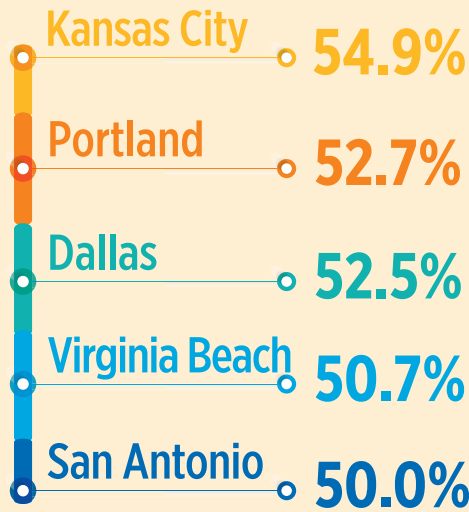 Kansas City 54.9%
Portland 52.7%
Dallas 52.5%
Virginia Beach 50.7%
San Antonio 50.0%